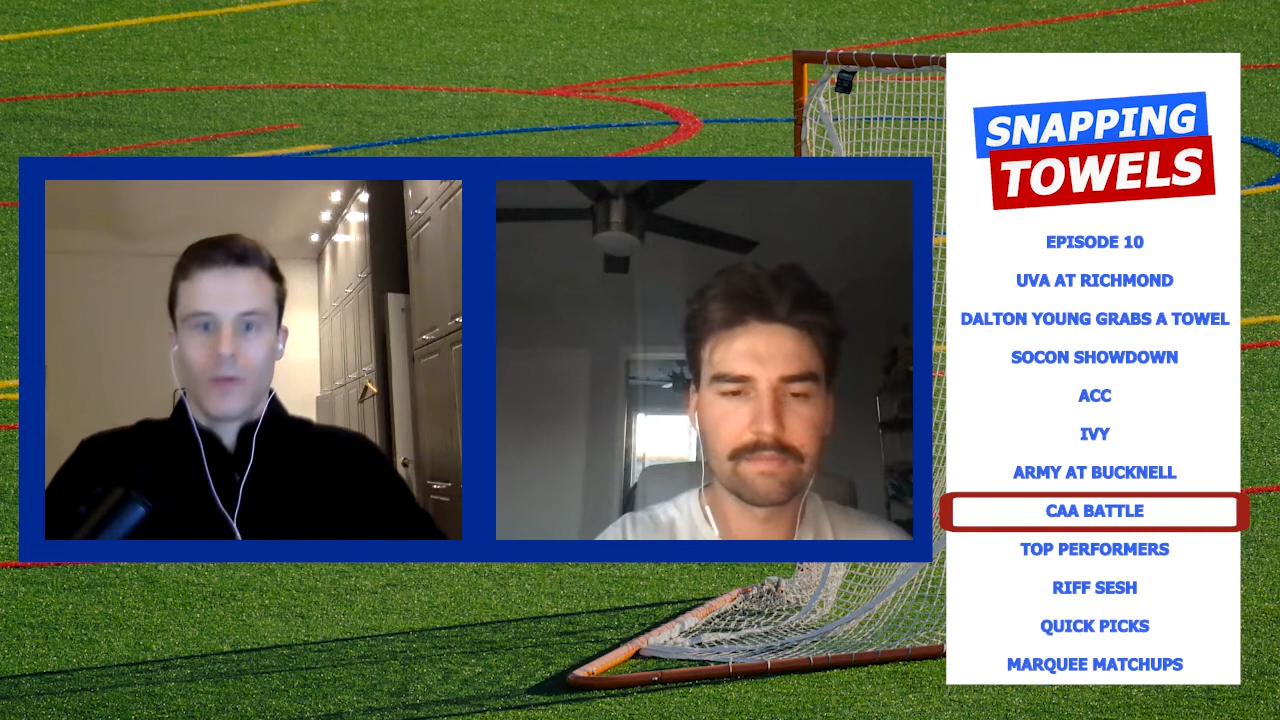 SNAPPING
TOWELS
EPISODE 10
UVA AT RICHMOND
DALTON YOUNG GRABS A TOWEL
SOCON SHOWDOWN
ACC
IVY
ARMY AT BUCKNELL
CAA BATTLE
TOP PERFORMERS
RIFF SESH
QUICK PICKS
MARQUEE MATCHUPS